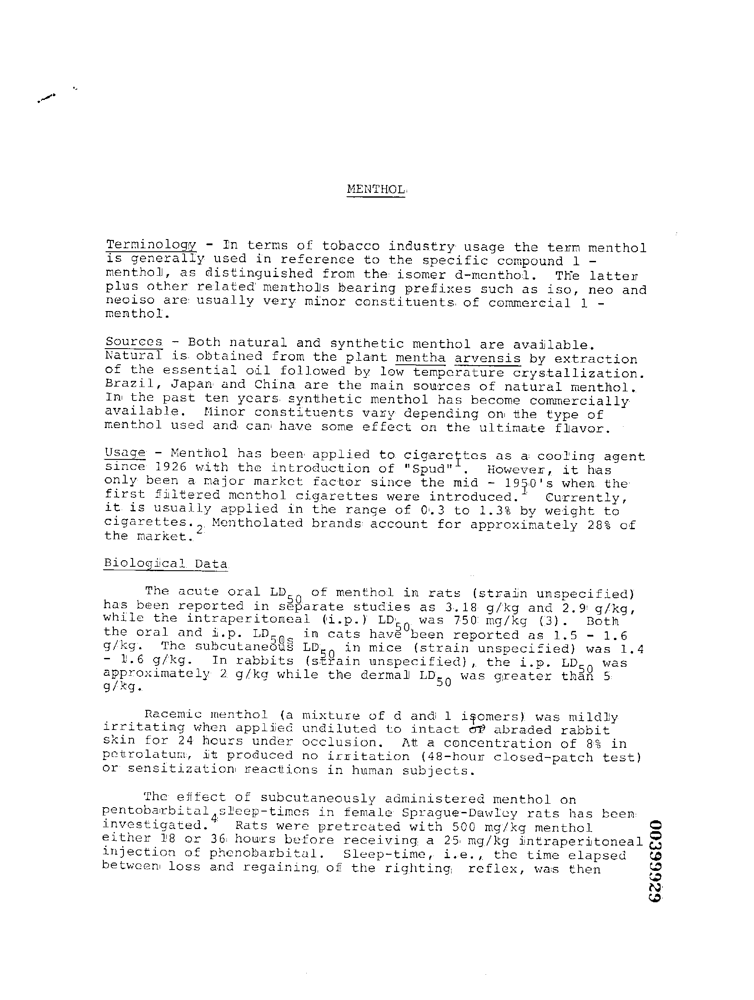 MENTHOL
Terminology - In terms of tobacco industry usage the term menthol
is generally used in reference to the specific compound l -
menthol, as distinguished from the isomer d-menthol. The latter
plus other related menthols bearing prefixes such as iso, neo and
neoiso are usually very minor constituents of commercial l -
menthol.
Sources - Both natural and synthetic menthol are available.
Natural is obtained from the plant mentha arvensis by extraction
of the essential oil followed by low temperature crystallization.
Brazil, Japan and China are the main sources of natural menthol.
In the past ten years synthetic menthol has become commercially
available. Minor constituents vary depending on the type of
menthol used and can have some effect on the ultimate flavor.
Usage - Menthol has been applied to cigarettes as a cooling agent
since 1926 with the introduction of "Spud"1. However, it has
only been a major market factor since the mid - 1950's when the
first filtered menthol cigarettes were introduced.1 Currently,
it is usually applied in the range of 0.3 to 1.3% by weight to
cigarettes.2 Mentholated brands account for approximately 28% of
the market.2
Biological Data
The acute oral LD50 of menthol in rats (strain unspecified)
has been reported in separate studies as 3.18 g/kg and 2.9 g/kg,
while the intraperitoneal (i.p.) LD50 was 750 mg/kg (3). Both
the oral and i.p. LD50s in cats have been reported as 1.5 - 1.6
g/kg. The subcutaneous LD50 in mice (strain unspecified) was 1.4
- 1.6 g/kg. In rabbits (strain unspecified), the i.p. LD50 was
approximately 2 g/kg while the dermal LD50 was greater than 5
g/kg.
Racemic menthol (a mixture of d and l isomers) was mildly
irritating when applied undiluted to intact or abraded rabbit
skin for 24 hours under occlusion. At a concentration of 8% in
petrolatum, it produced no irritation (48-hour closed-patch test)
or sensitization reactions in human subjects.
The effect of subcutaneously administered menthol on
pentobarbital sleep-times in female Sprague-Dawley rats has been
investigated.4 Rats were pretreated with 500 mg/kg menthol
either 18 or 36 hours before receiving a 25 mg/kg intraperitoneal
injection of phenobarbital. Sleep-time, i.e., the time elapsed
between loss and regaining of the righting reflex, was then
00399929